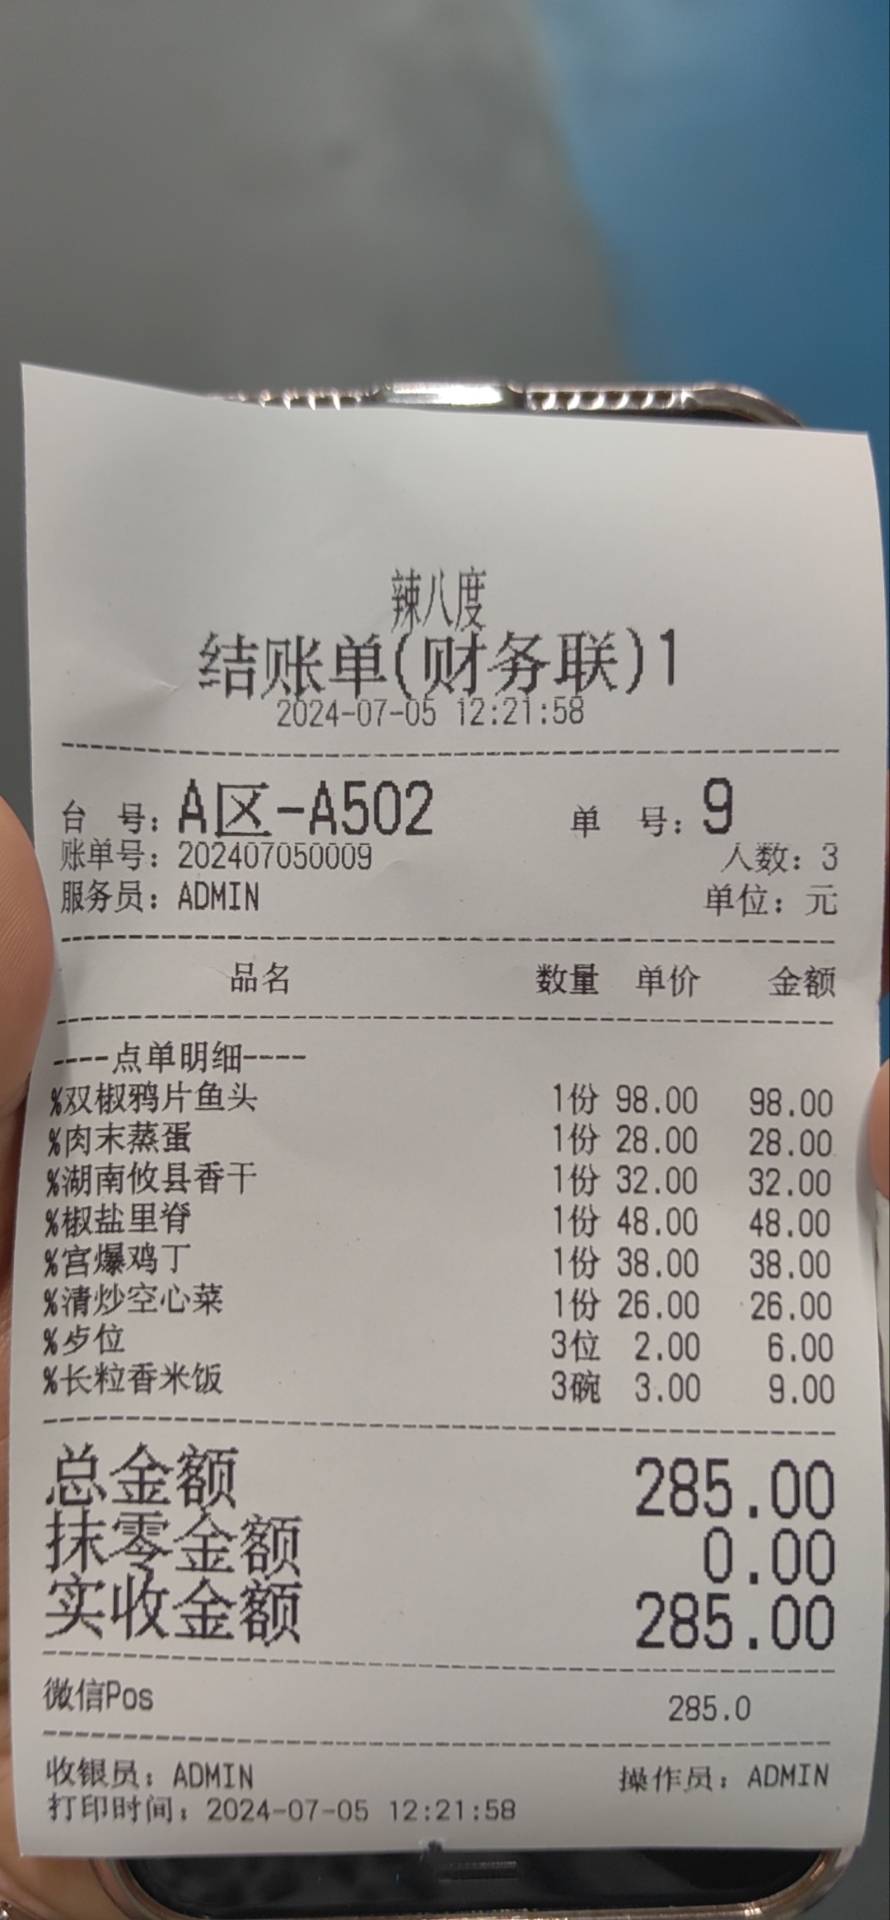 辣八度
结账单(财务联)1
2024-07-05 12:21:58
台 号: A区-A502 单 号: 9
账单号: 202407050009 人数: 3
服务员: ADMIN 单位: 元
品名 数量 单价 金额
----点单明细----
%双椒鸦片鱼头 1份 98.00 98.00
%肉末蒸蛋 1份 28.00 28.00
%湖南攸县香干 1份 32.00 32.00
%椒盐里脊 1份 48.00 48.00
%宫爆鸡丁 1份 38.00 38.00
%清炒空心菜 1份 26.00 26.00
%歺位 3位 2.00 6.00
%长粒香米饭 3碗 3.00 9.00
总金额 285.00
抹零金额 0.00
实收金额 285.00
微信Pos 285.0
收银员: ADMIN 操作员: ADMIN
打印时间: 2024-07-05 12:21:58